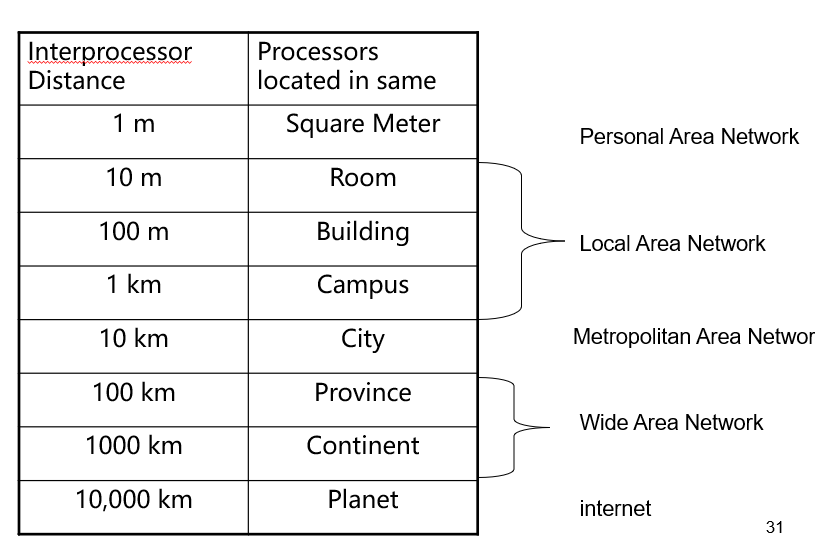 Interprocessor Distance
Processors located in same
1 m
Square Meter
Personal Area Network
10 m
Room
100 m
Building
Local Area Network
1 km
Campus
10 km
City
Metropolitan Area Networ
100 km
Province
Wide Area Network
1000 km
Continent
10,000 km
Planet
internet
31